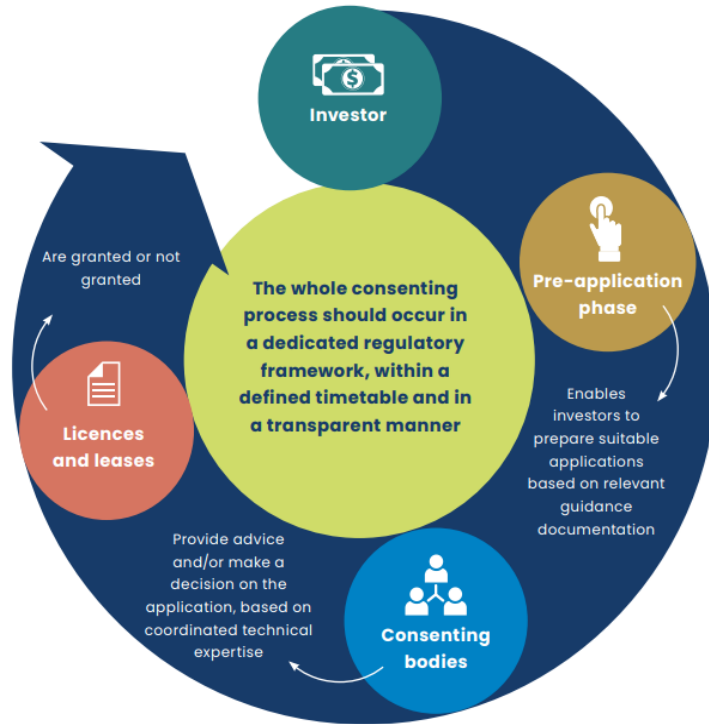 Investor
Pre-application
phase
Enables
investors to
prepare suitable
applications
based on relevant
guidance
documentation
Consenting
bodies
Provide advice
and/or make a
decision on the
application, based on
coordinated technical
expertise
Licences
and leases
Are granted or not
granted
The whole consenting
process should occur in
a dedicated regulatory
framework, within a
defined timetable and in
a transparent manner